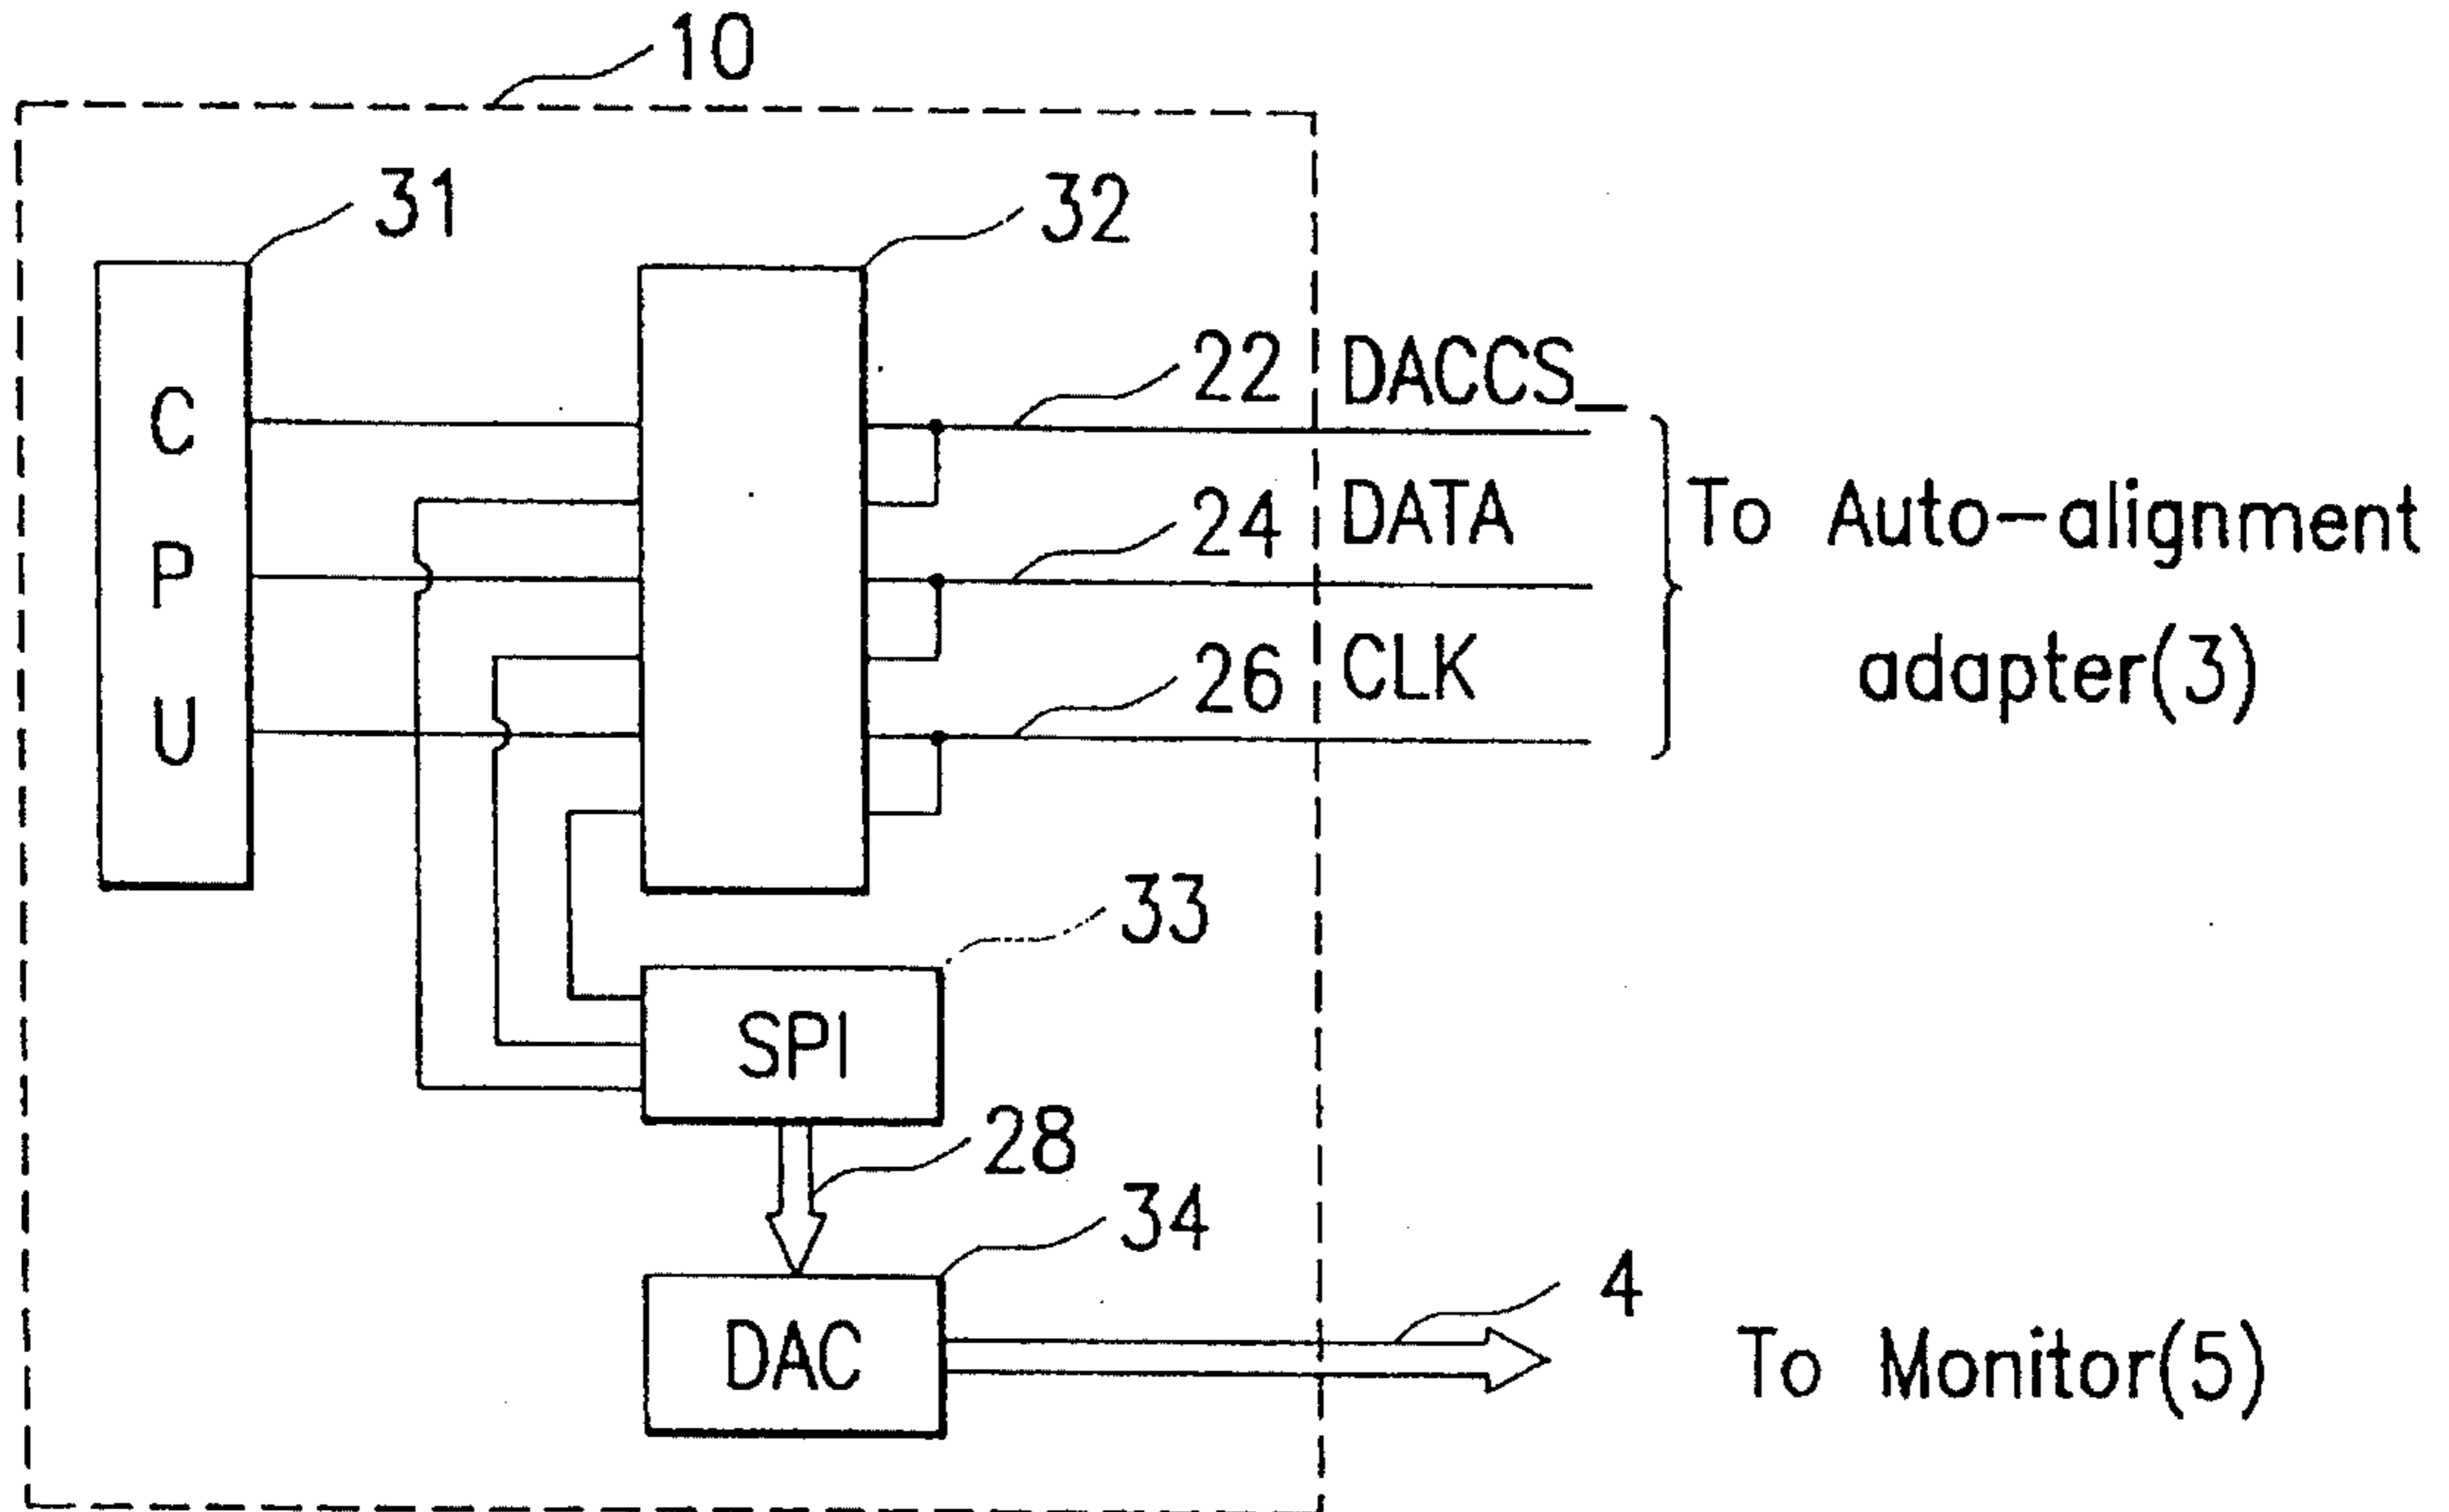 10
31
32
C
P
U
22 DACCS_
24 DATA
26 CLK
To Auto-alignment
adapter(3)
33
SPI
28
34
DAC
4
To Monitor(5)